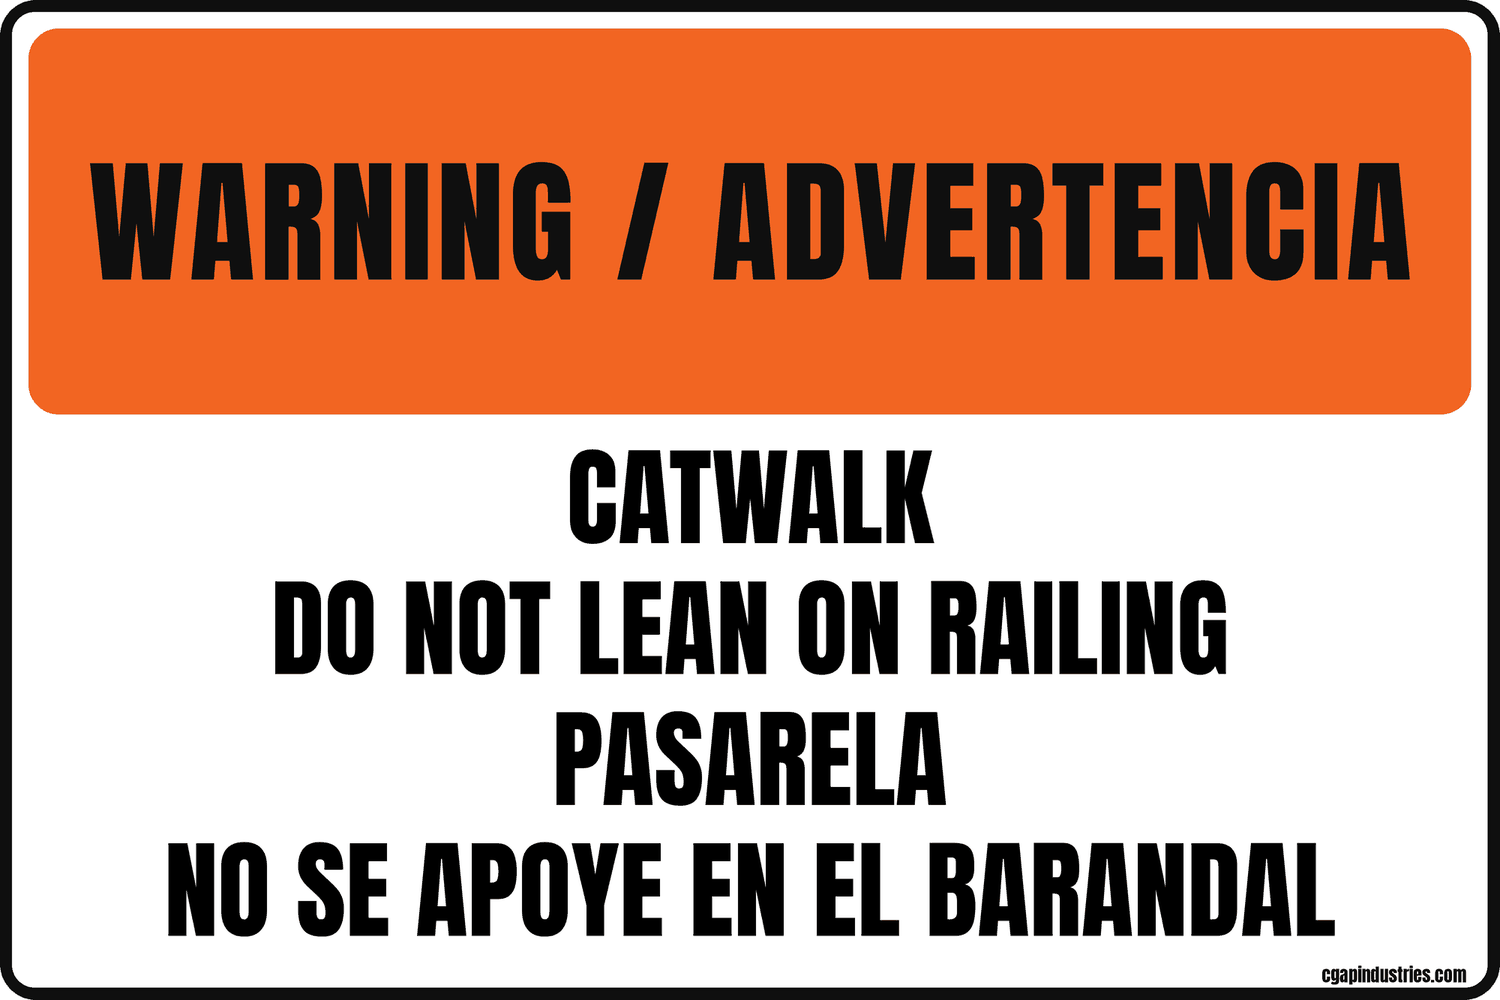 WARNING / ADVERTENCIA
CATWALK
DO NOT LEAN ON RAILING
PASARELA
NO SE APOYE EN EL BARANDAL
cgapindustries.com